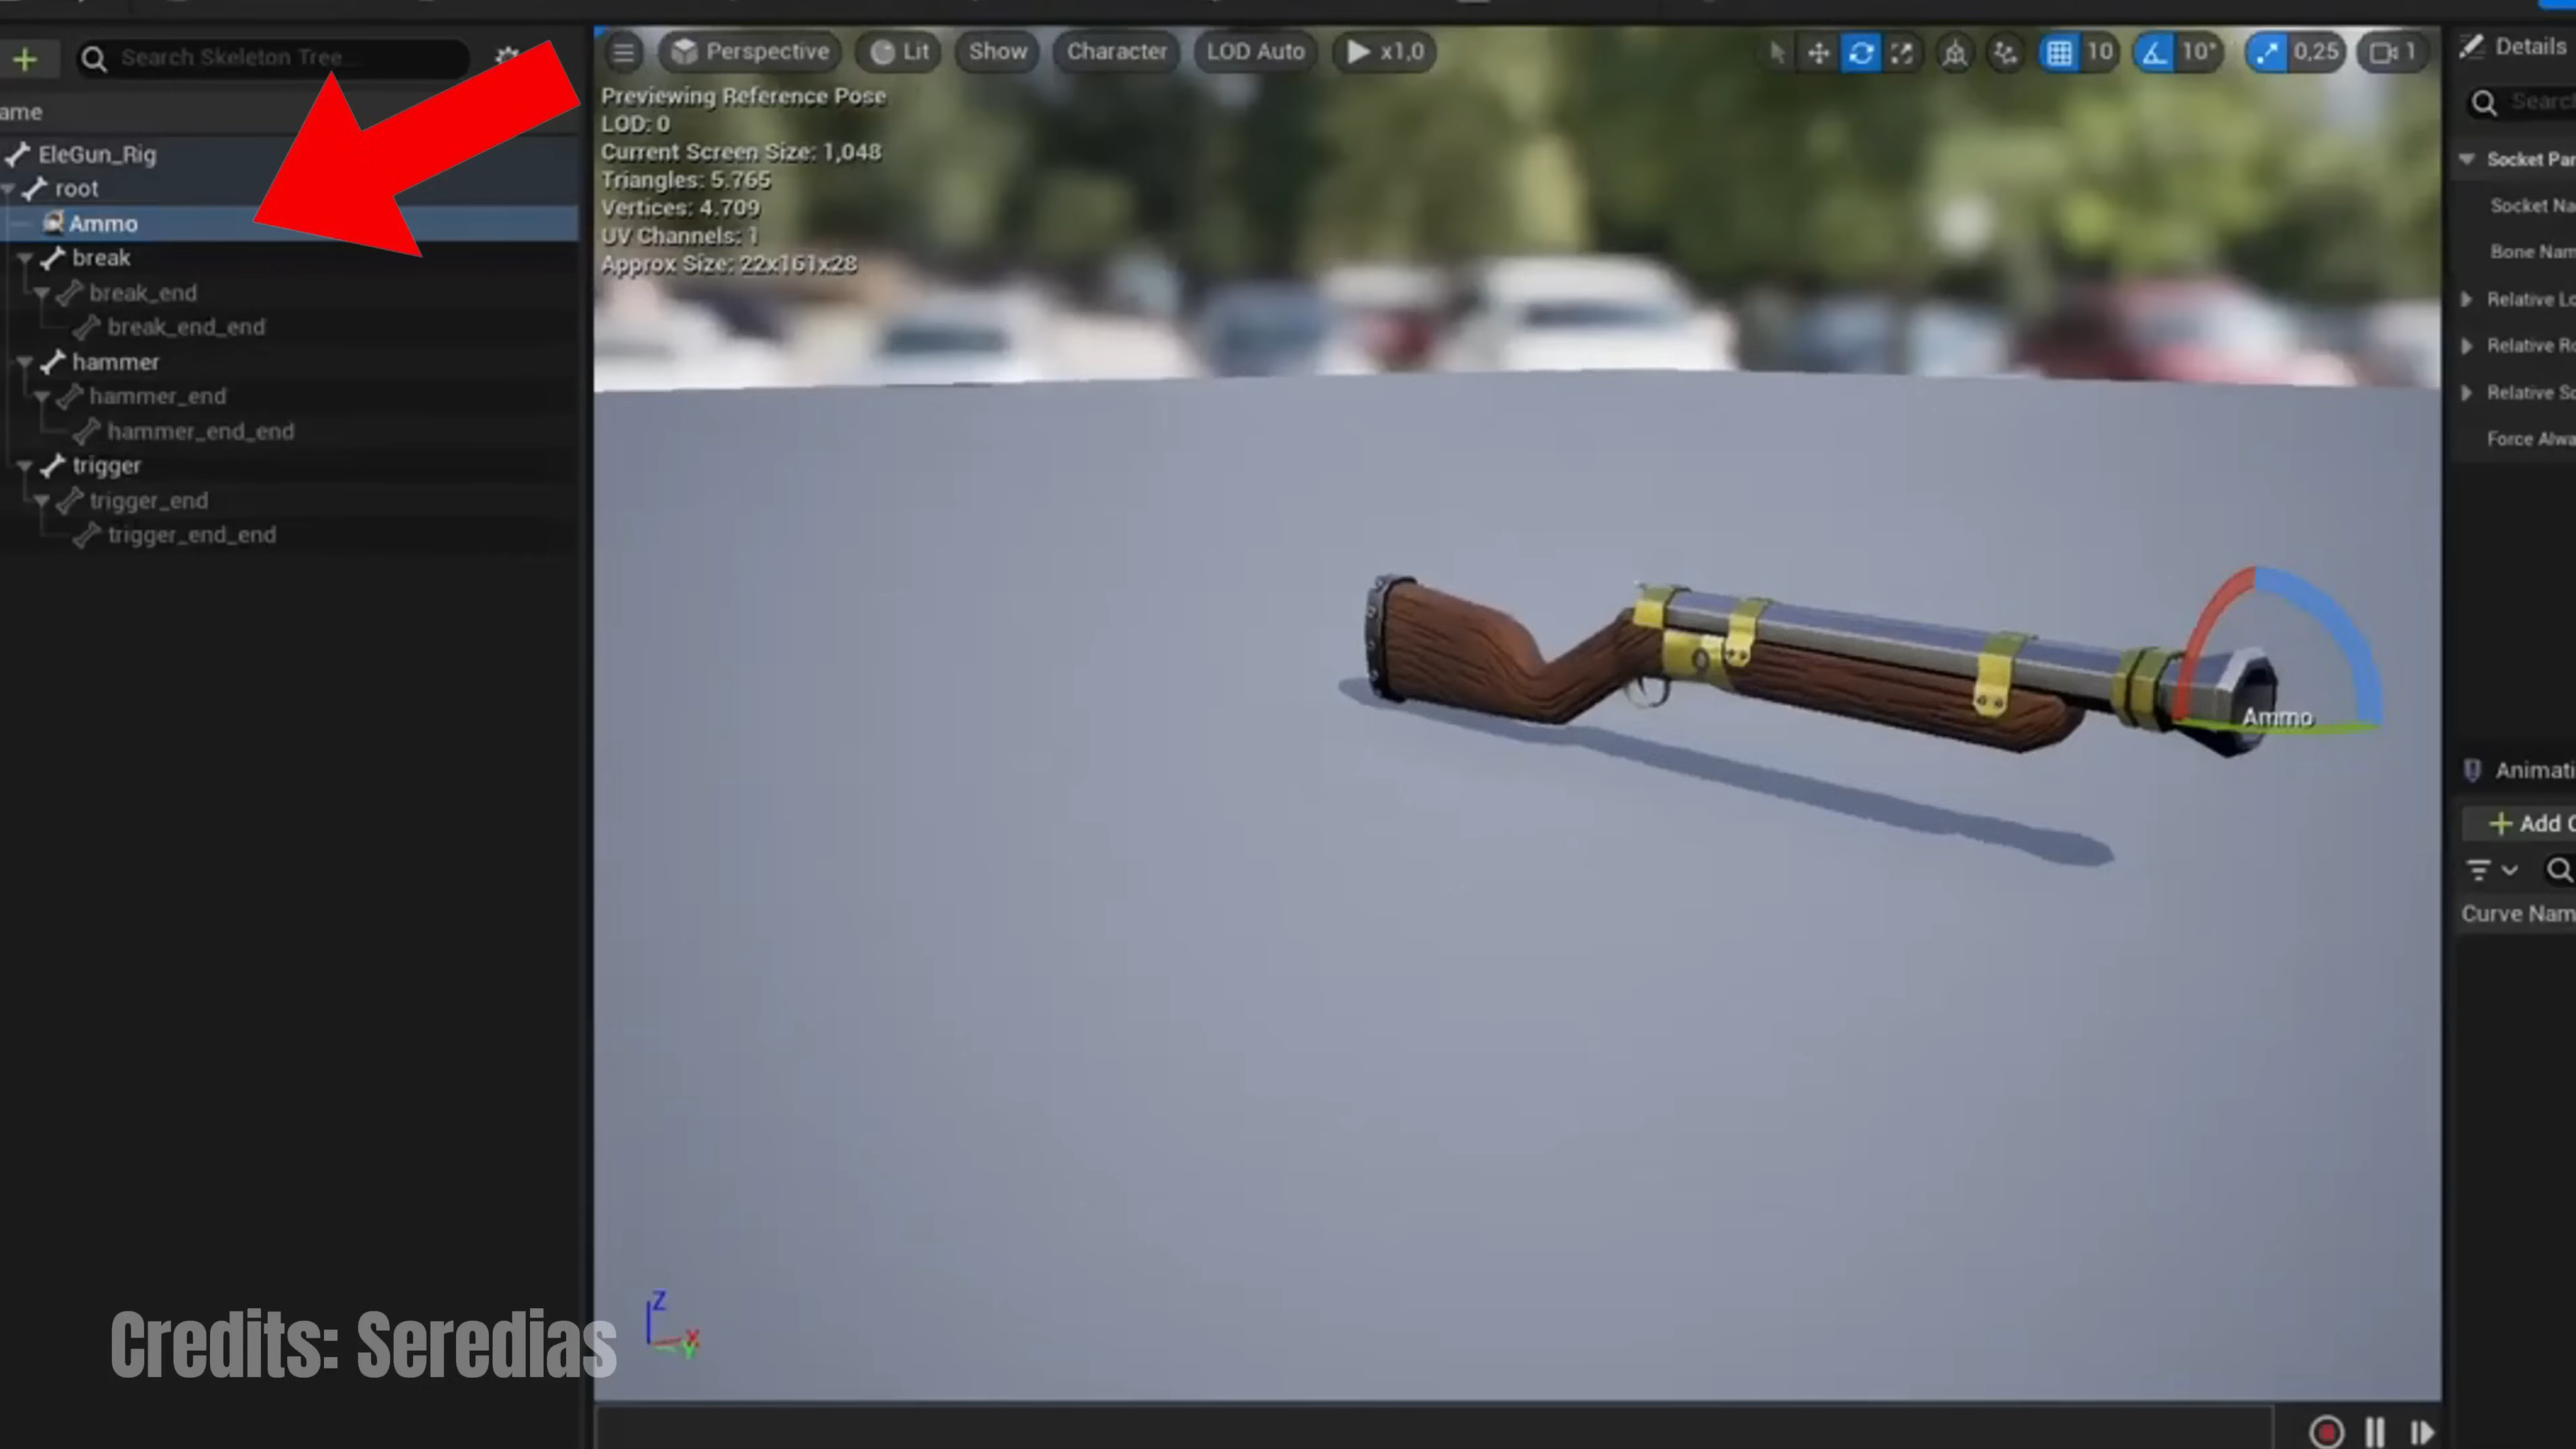 Search Skeleton Tree...
ame
EleGun_Rig
root
Ammo
break
break_end
break_end_end
hammer
hammer_end
hammer_end_end
trigger
trigger_end
trigger_end_end
Credits: Seredias
Perspective
Lit
Show
Character
LOD Auto
x1,0
10
10°
0,25
1
Previewing Reference Pose
LOD: 0
Current Screen Size: 1,048
Triangles: 5.765
Vertices: 4.709
UV Channels: 1
Approx Size: 22x161x28
Ammo
Z
X
Y
Details
Searc
Socket Par
Socket Na
Bone Nam
Relative Lo
Relative Ro
Relative Sc
Force Alwa
Animati
Add C
Curve Nam